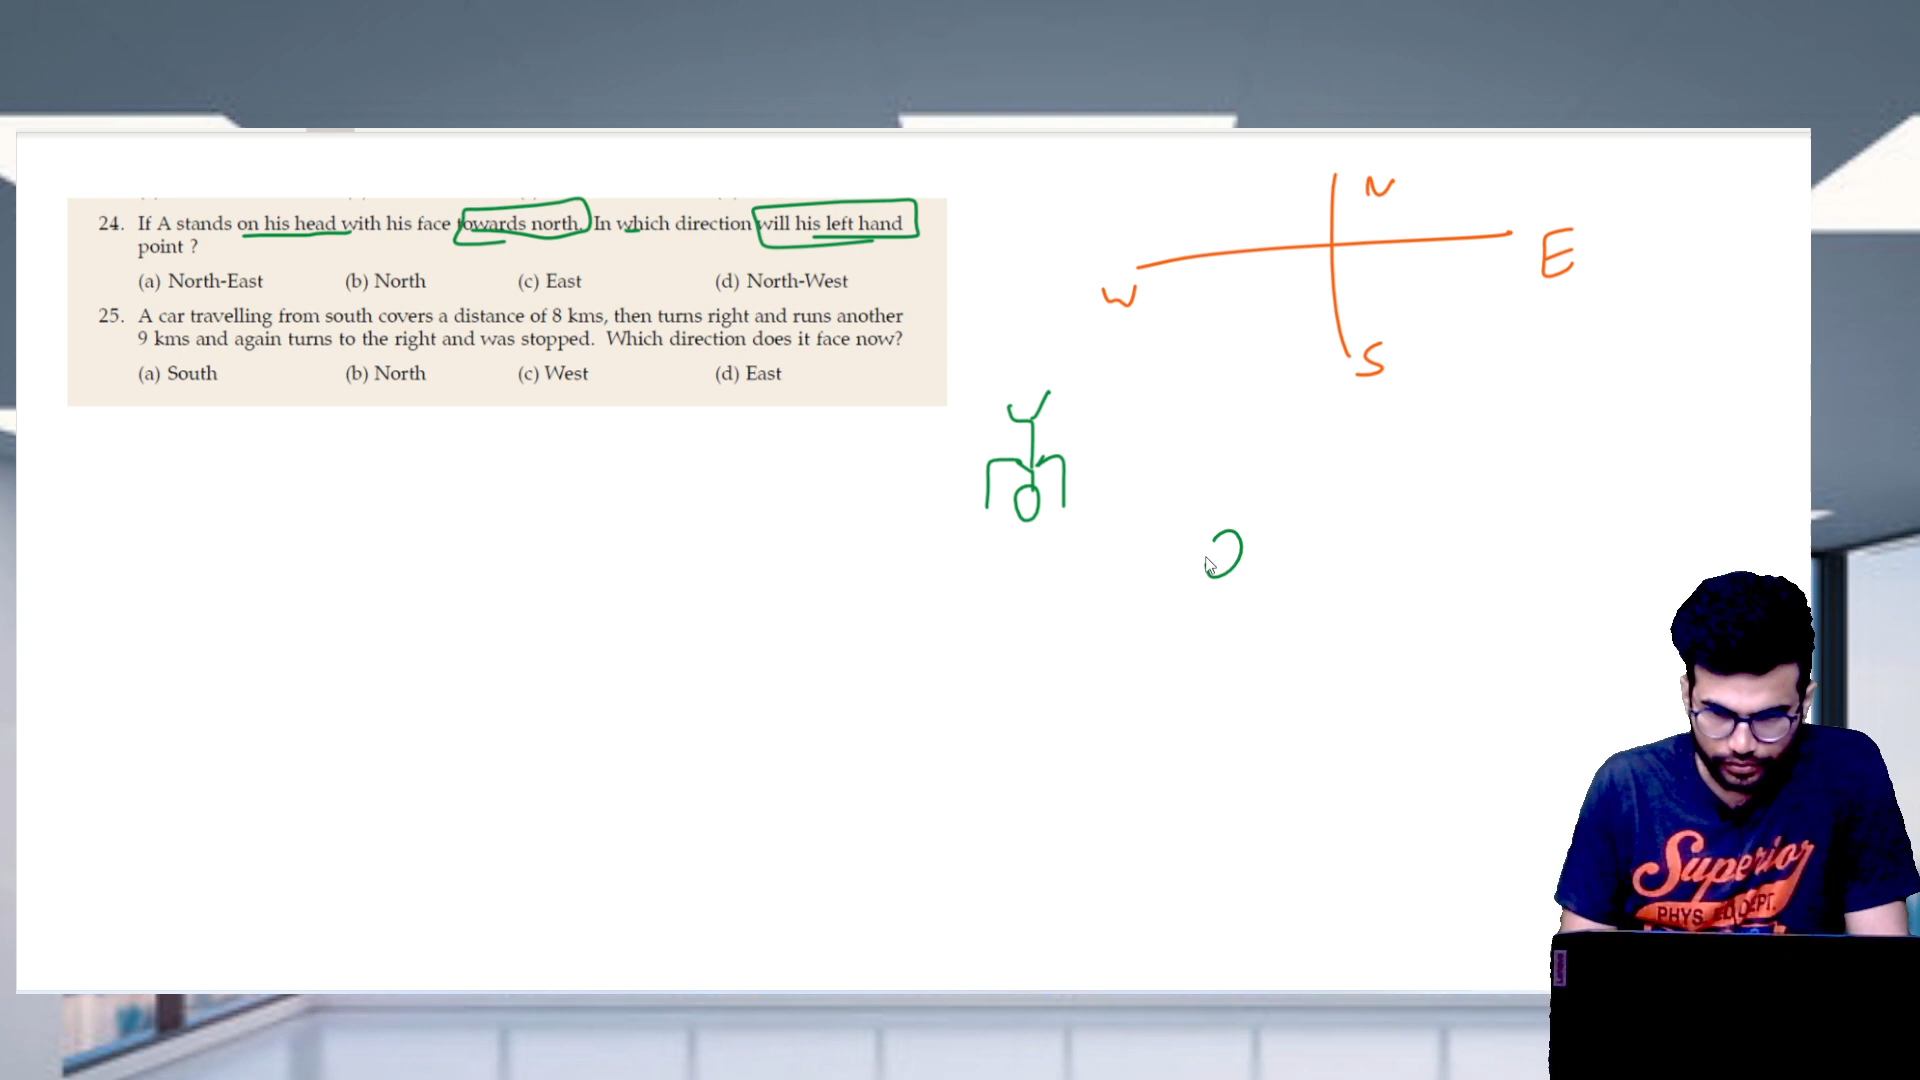 24. If A stands on his head with his face towards north. In which direction will his left hand
point ?
(a) North-East (b) North (c) East (d) North-West
25. A car travelling from south covers a distance of 8 kms, then turns right and runs another
9 kms and again turns to the right and was stopped. Which direction does it face now?
(a) South (b) North (c) West (d) East
N
E
W
S
Superior
PHYS. ED DEPT.